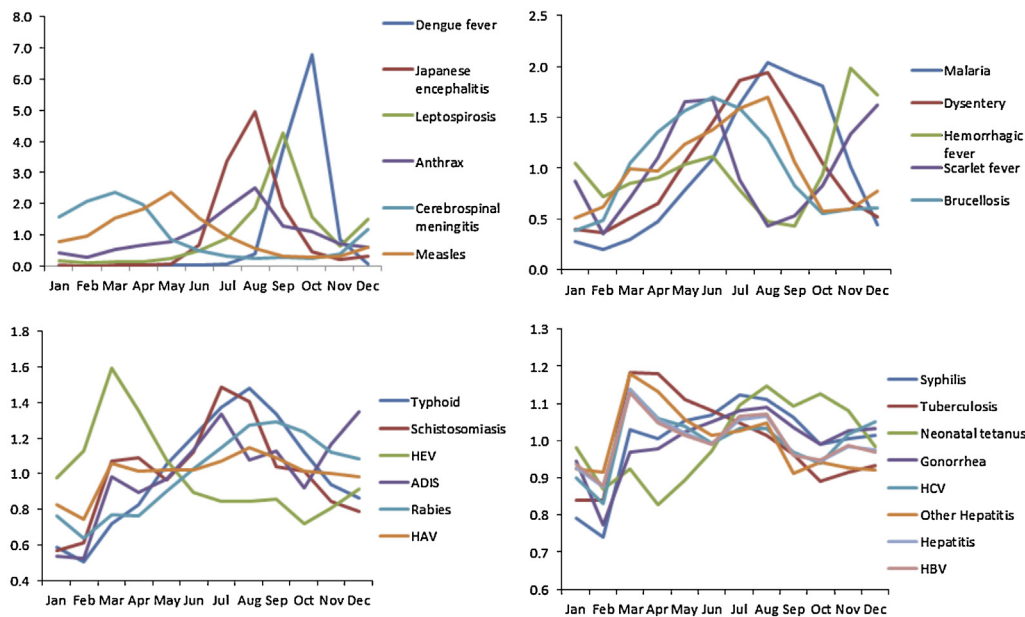 8.0
7.0
6.0
5.0
4.0
3.0
2.0
1.0
0.0
Jan Feb Mar Apr May Jun Jul Aug Sep Oct Nov Dec
Dengue fever
Japanese
encephalitis
Leptospirosis
Anthrax
Cerebrospinal
meningitis
Measles
2.5
2.0
1.5
1.0
0.5
0.0
Jan Feb Mar Apr May Jun Jul Aug Sep Oct Nov Dec
Malaria
Dysentery
Hemorrhagic
fever
Scarlet fever
Brucellosis
1.8
1.6
1.4
1.2
1.0
0.8
0.6
0.4
Jan Feb Mar Apr May Jun Jul Aug Sep Oct Nov Dec
Typhoid
Schistosomiasis
HEV
ADIS
Rabies
HAV
1.3
1.2
1.1
1.0
0.9
0.8
0.7
0.6
Jan Feb Mar Apr May Jun Jul Aug Sep Oct Nov Dec
Syphilis
Tuberculosis
Neonatal tetanus
Gonorrhea
HCV
Other Hepatitis
Hepatitis
HBV